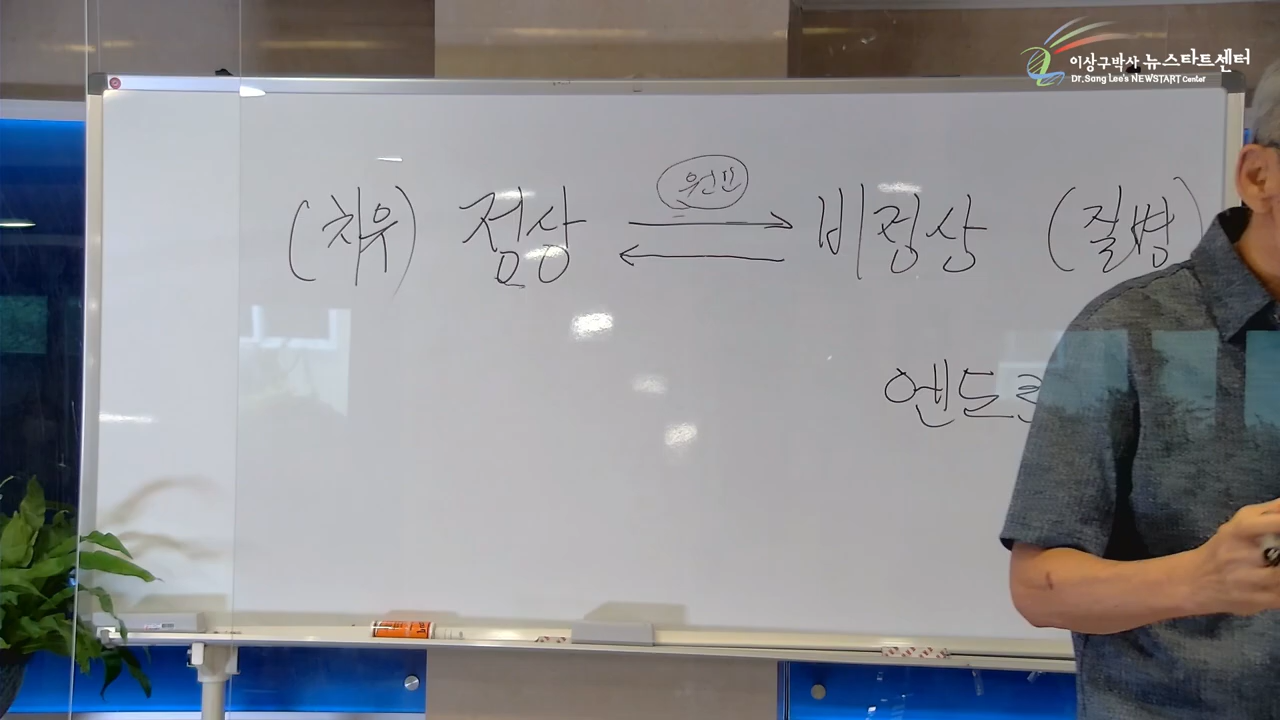 이상구박사 뉴스타트센터
Dr. Sang Lee's NEWSTART Center
원인
(치유) 정상 비정상 (질병
엔도르